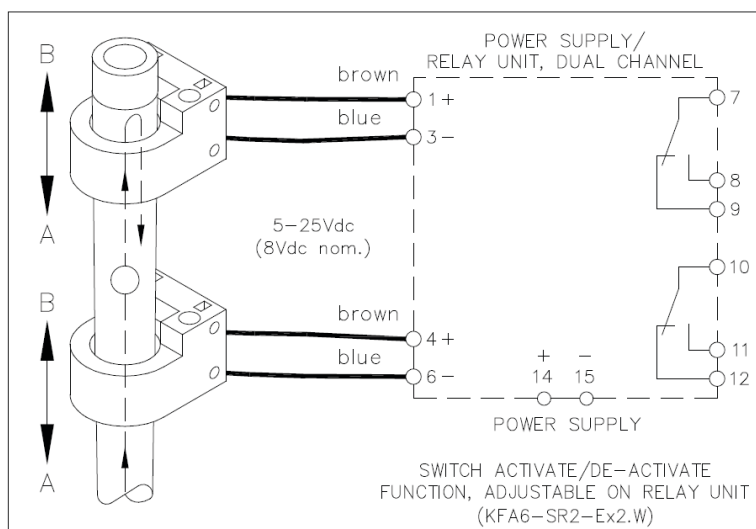 POWER SUPPLY/
RELAY UNIT, DUAL CHANNEL
B
brown
1+
7
blue
3-
8
9
A
5-25Vdc
(8Vdc nom.)
10
B
brown
4+
11
blue
6-
12
+ -
14 15
POWER SUPPLY
A
SWITCH ACTIVATE/DE-ACTIVATE
FUNCTION, ADJUSTABLE ON RELAY UNIT
(KFA6-SR2-Ex2.W)